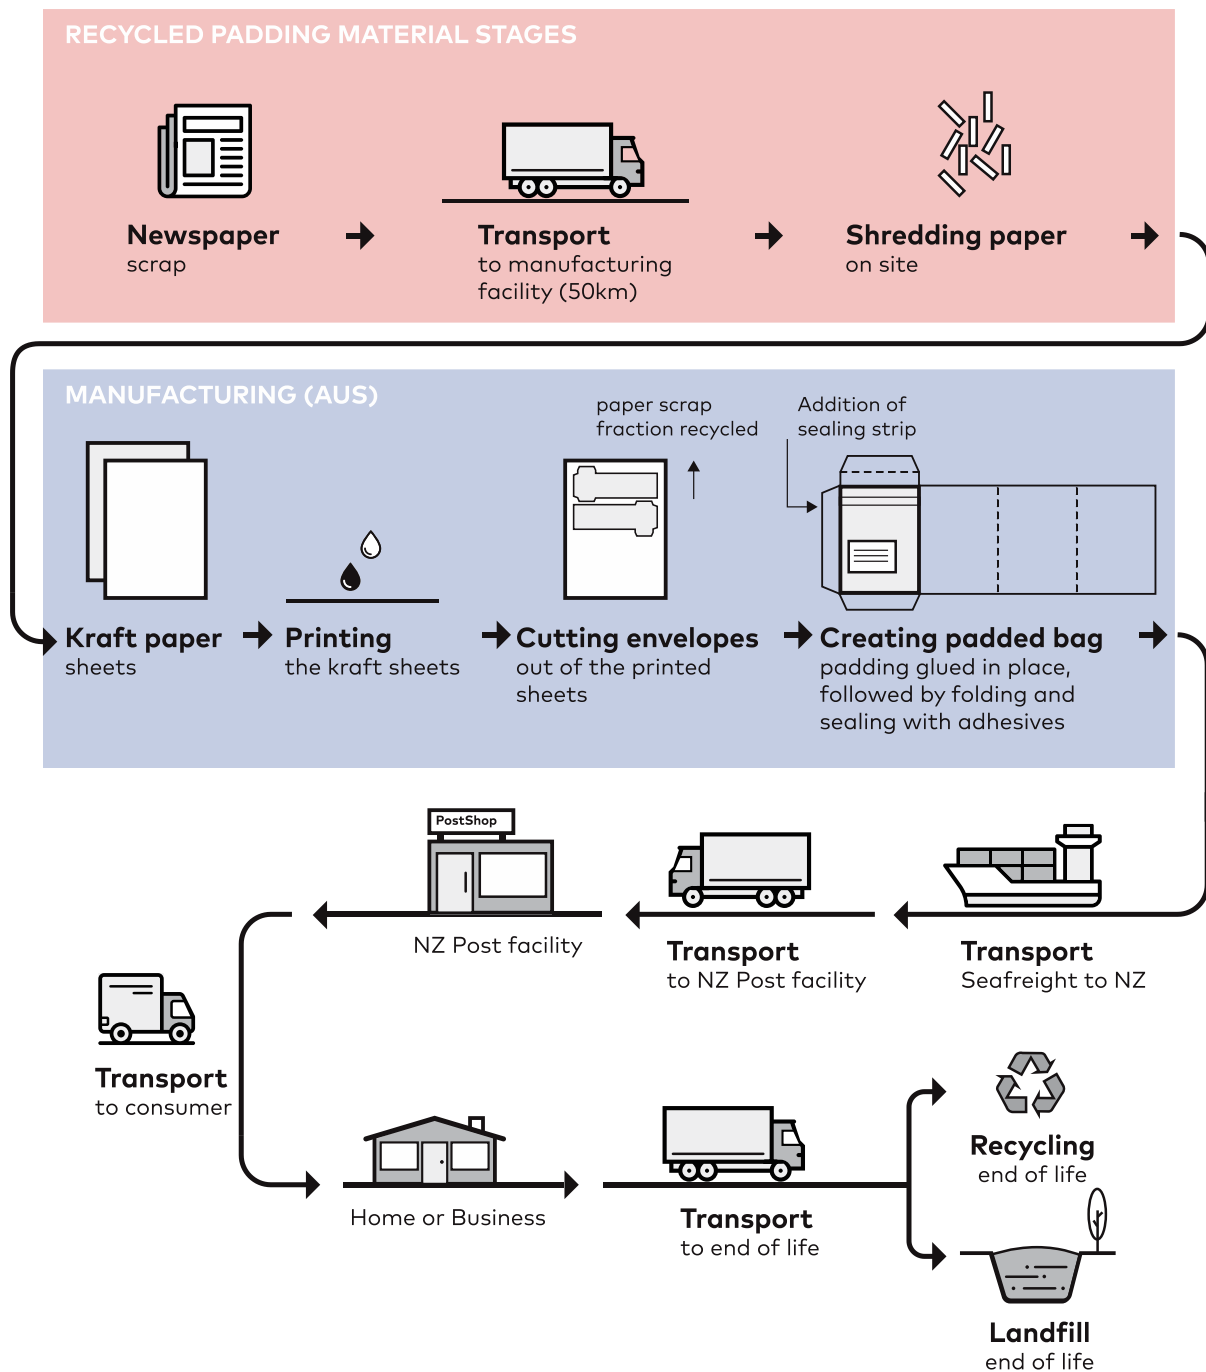 RECYCLED PADDING MATERIAL STAGES
Newspaper
scrap
Transport
to manufacturing
facility (50km)
Shredding paper
on site
MANUFACTURING (AUS)
paper scrap
fraction recycled
Addition of
sealing strip
Kraft paper
sheets
Printing
the kraft sheets
Cutting envelopes
out of the printed
sheets
Creating padded bag
padding glued in place,
followed by folding and
sealing with adhesives
Transport
Seafreight to NZ
Transport
to NZ Post facility
PostShop
NZ Post facility
Transport
to consumer
Home or Business
Transport
to end of life
Recycling
end of life
Landfill
end of life